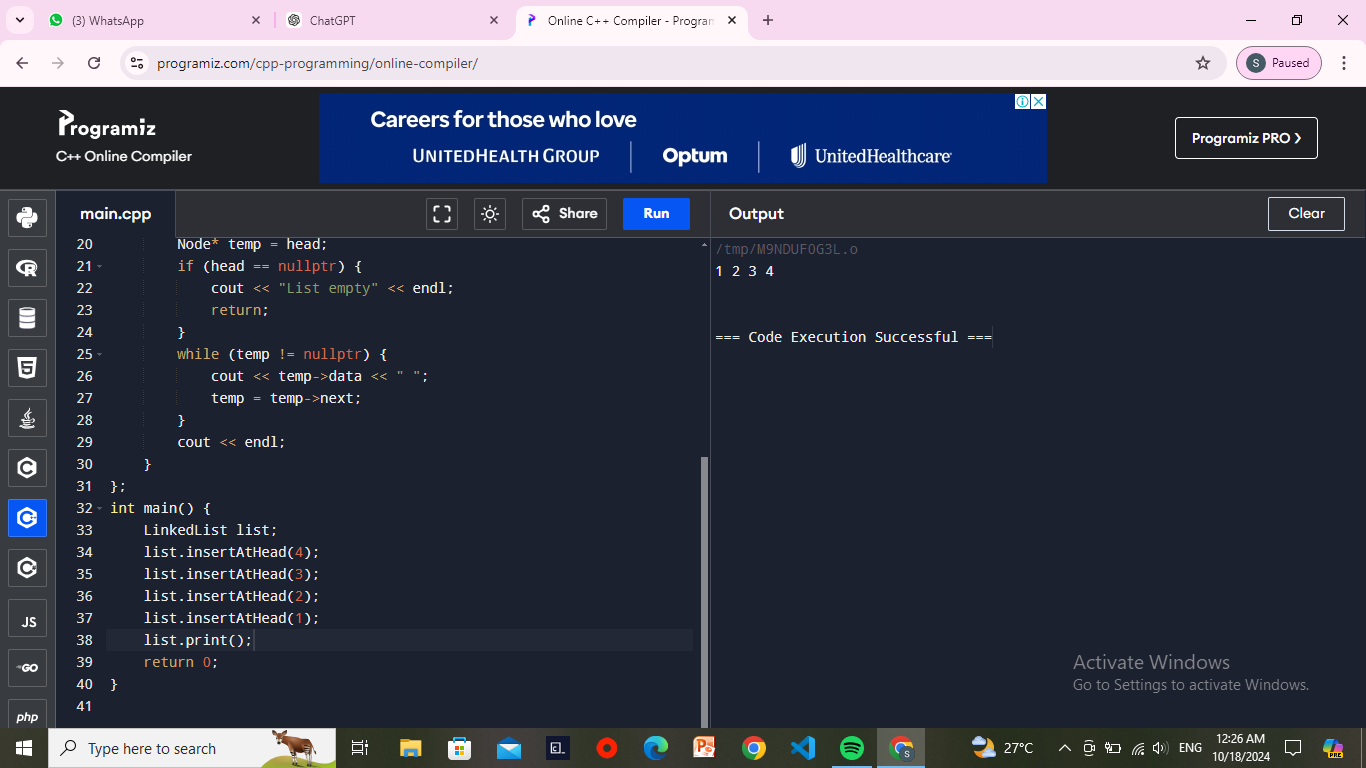 (3) WhatsApp
ChatGPT
Online C++ Compiler - Program
programiz.com/cpp-programming/online-compiler/
S Paused
Programiz
C++ Online Compiler
Careers for those who love
UNITEDHEALTH GROUP Optum UnitedHealthcare
Programiz PRO ❯
main.cpp
Share
Run
Output
Clear
20 Node* temp = head;
21 if (head == nullptr) {
22 cout << "List empty" << endl;
23 return;
24 }
25 while (temp != nullptr) {
26 cout << temp->data << " ";
27 temp = temp->next;
28 }
29 cout << endl;
30 }
31 };
32 int main() {
33 LinkedList list;
34 list.insertAtHead(4);
35 list.insertAtHead(3);
36 list.insertAtHead(2);
37 list.insertAtHead(1);
38 list.print();
39 return 0;
40 }
41
/tmp/M9NDUFOG3L.o
1 2 3 4
=== Code Execution Successful ===
JS
GO
php
Activate Windows
Go to Settings to activate Windows.
Type here to search
27°C
ENG
12:26 AM
10/18/2024
PRE